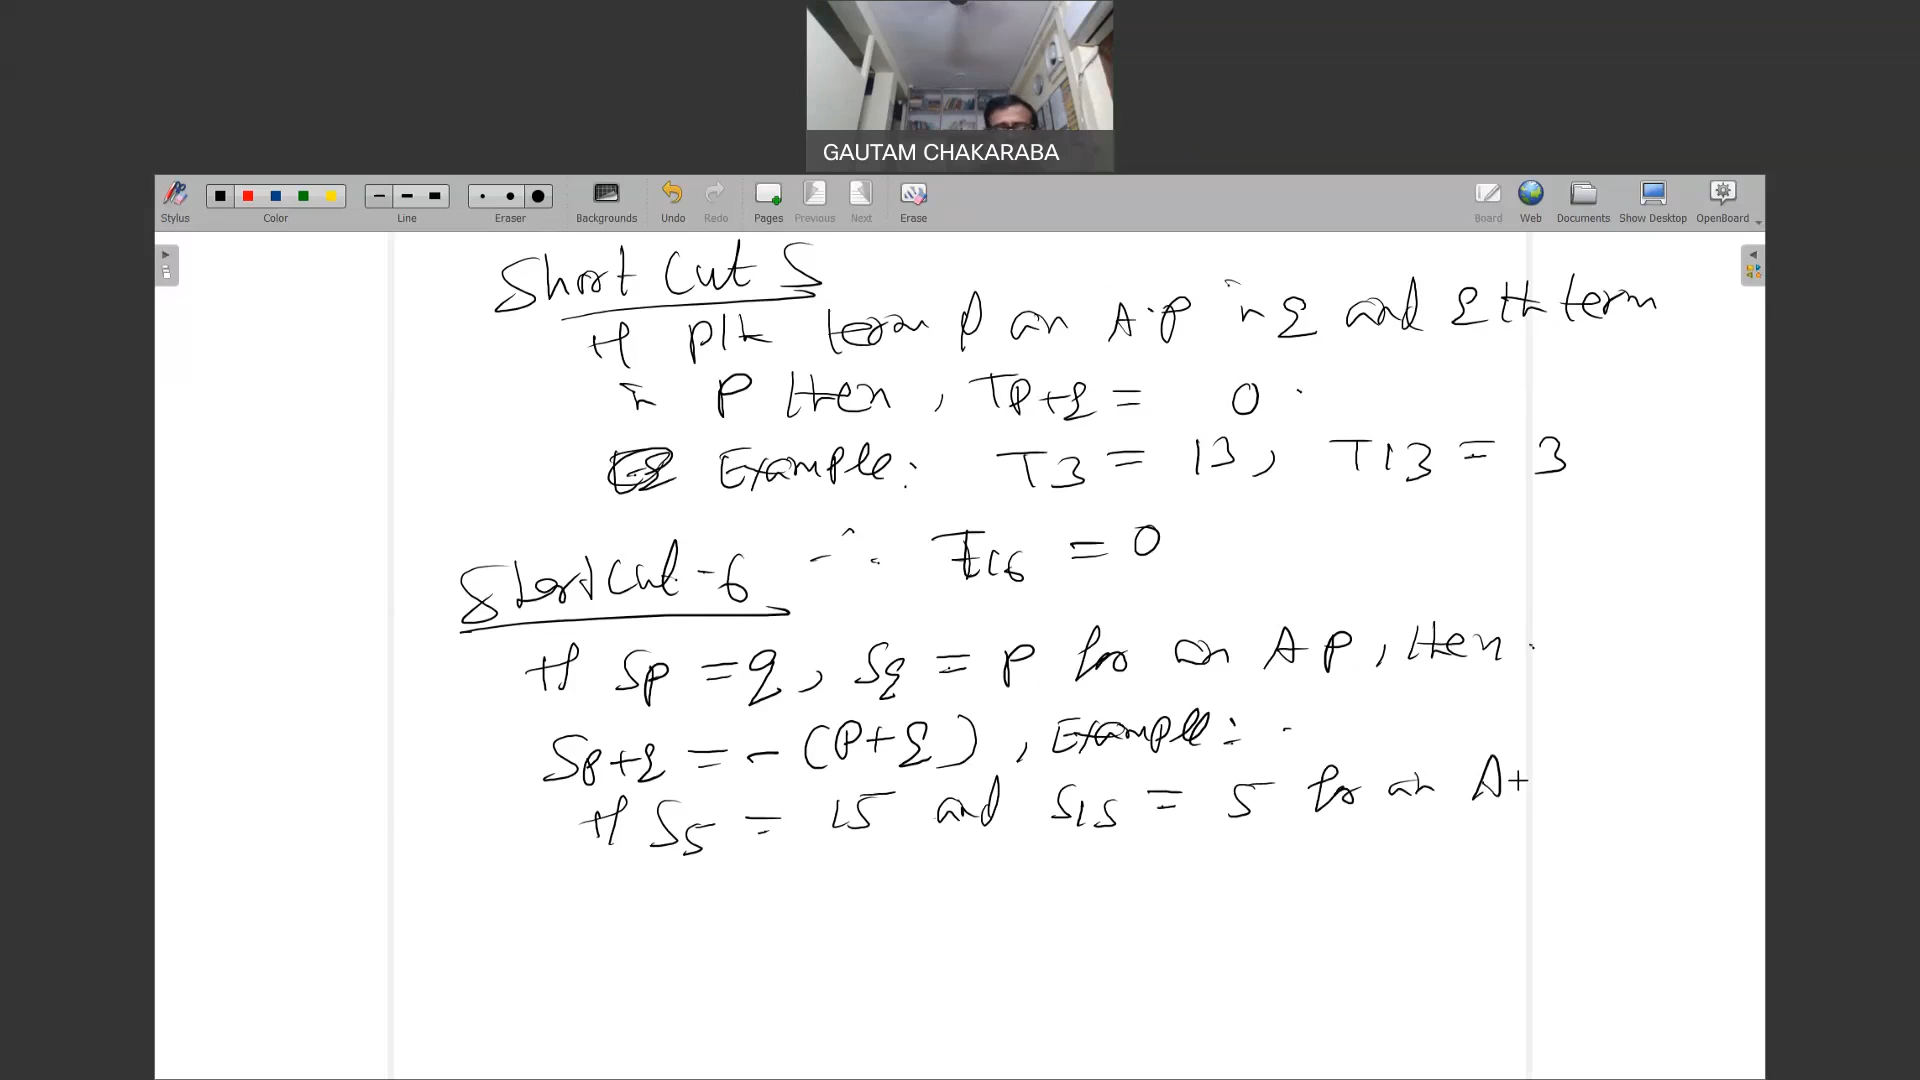 GAUTAM CHAKARABA
Stylus Color Line Eraser Backgrounds Undo Redo Pages Previous Next Erase Board Web Documents Show Desktop OpenBoard
Short Cut 5
If pth term of an A.P is q and qth term
is P then, Tp+q = 0.
Example: T3 = 13, T13 = 3
∴ T16 = 0
Shortcut-6
If Sp = q, Sq = p for an AP, then.
Sp+q = -(P+q), Example:
If S5 = 15 and S15 = 5 for an A